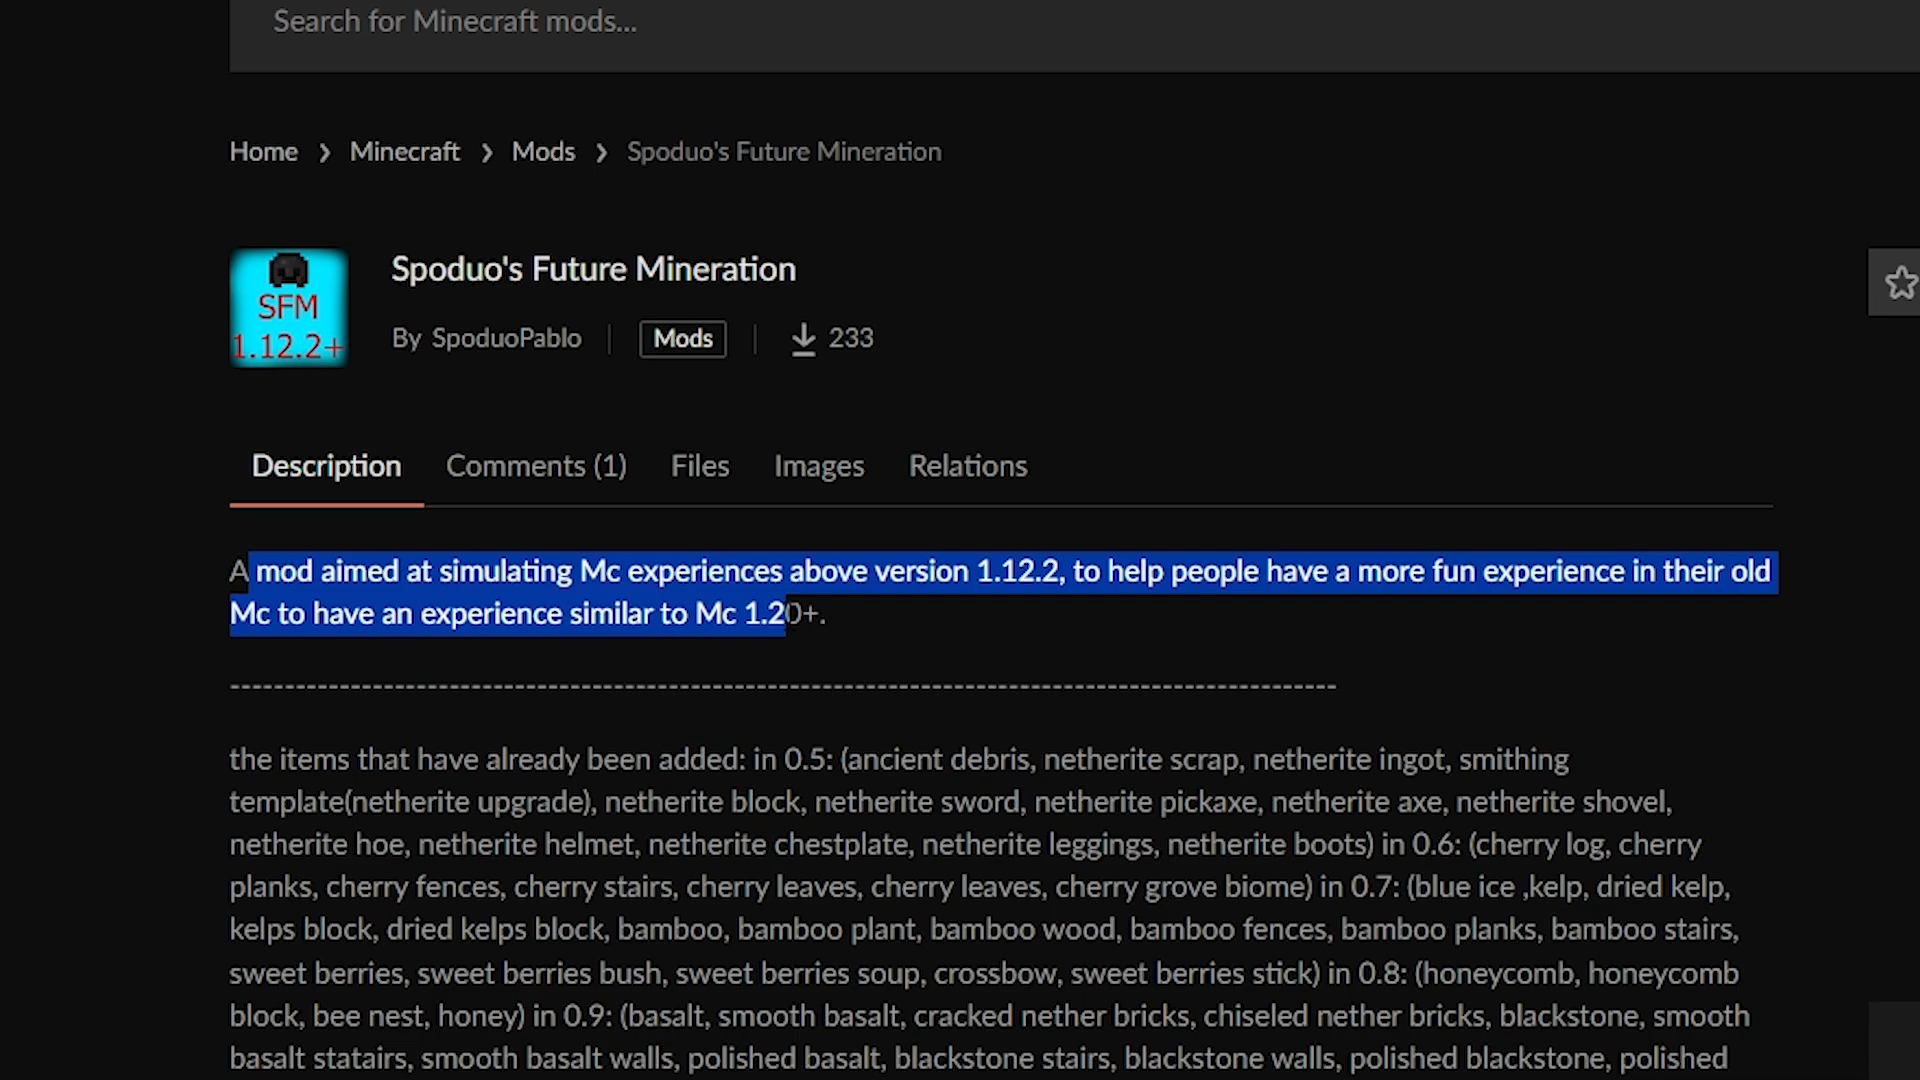 Search for Minecraft mods...
Home > Minecraft > Mods > Spoduo's Future Mineration
SFM
1.12.2+
Spoduo's Future Mineration
By SpoduoPablo | Mods | 233
Description Comments (1) Files Images Relations
A mod aimed at simulating Mc experiences above version 1.12.2, to help people have a more fun experience in their old
Mc to have an experience similar to Mc 1.20+.
-----------------------------------------------------------------------------------------------------
the items that have already been added: in 0.5: (ancient debris, netherite scrap, netherite ingot, smithing
template(netherite upgrade), netherite block, netherite sword, netherite pickaxe, netherite axe, netherite shovel,
netherite hoe, netherite helmet, netherite chestplate, netherite leggings, netherite boots) in 0.6: (cherry log, cherry
planks, cherry fences, cherry stairs, cherry leaves, cherry leaves, cherry grove biome) in 0.7: (blue ice ,kelp, dried kelp,
kelps block, dried kelps block, bamboo, bamboo plant, bamboo wood, bamboo fences, bamboo planks, bamboo stairs,
sweet berries, sweet berries bush, sweet berries soup, crossbow, sweet berries stick) in 0.8: (honeycomb, honeycomb
block, bee nest, honey) in 0.9: (basalt, smooth basalt, cracked nether bricks, chiseled nether bricks, blackstone, smooth
basalt statairs, smooth basalt walls, polished basalt, blackstone stairs, blackstone walls, polished blackstone, polished